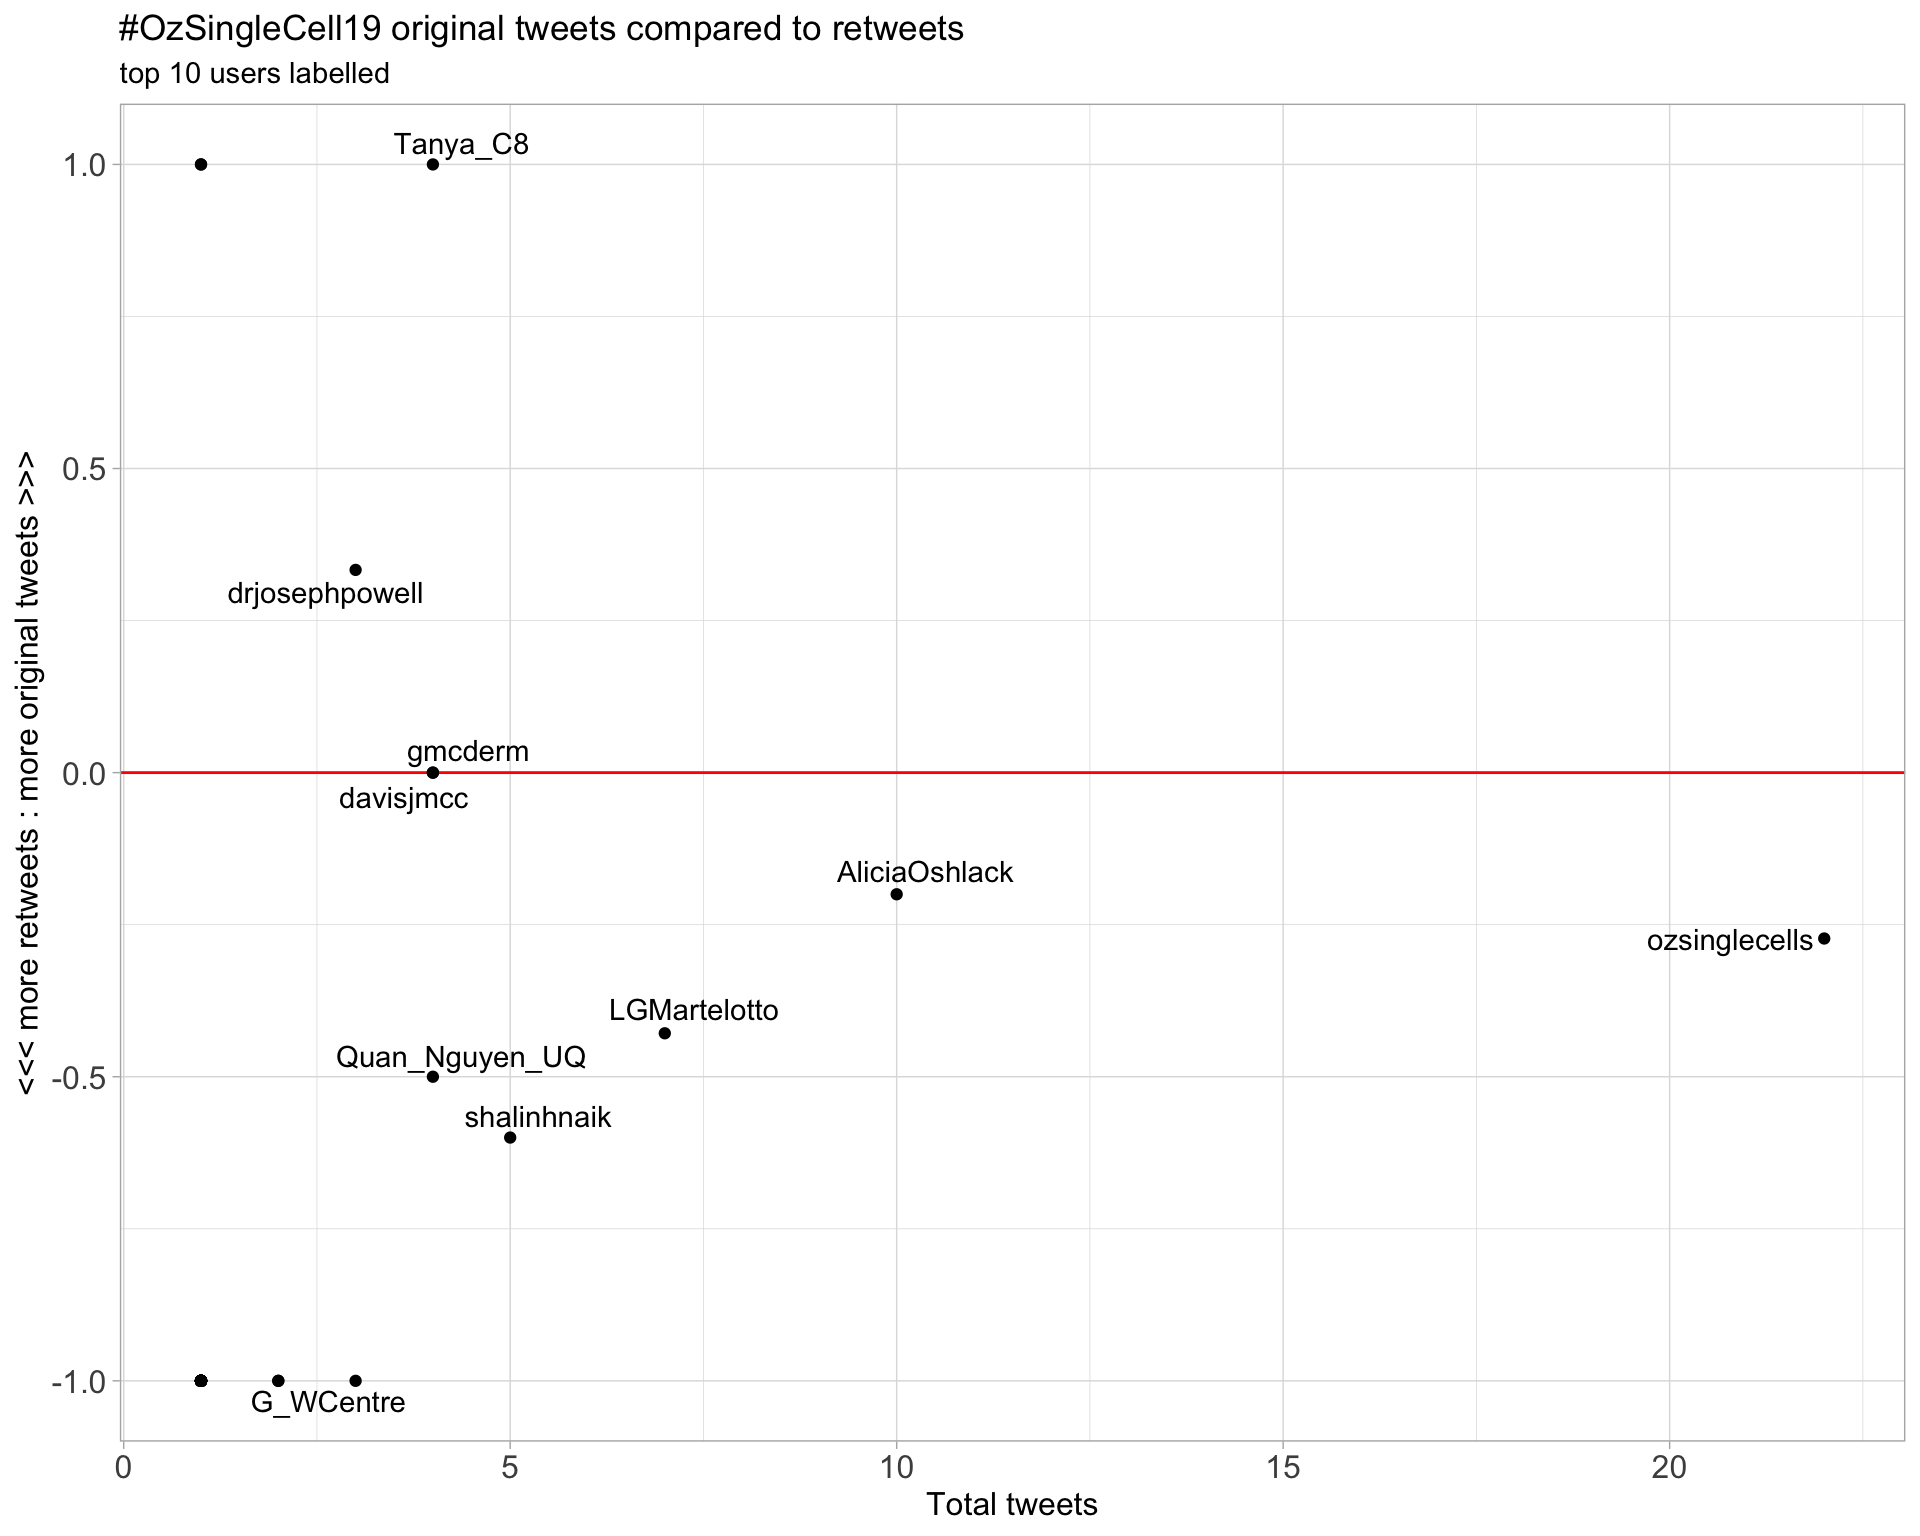 #OzSingleCell19 original tweets compared to retweets
top 10 users labelled
<<< more retweets : more original tweets >>>
1.0
0.5
0.0
-0.5
-1.0
Tanya_C8
drjosephpowell
gmcderm
davisjmcc
AliciaOshlack
ozsinglecells
LGMartelotto
Quan_Nguyen_UQ
shalinhnaik
G_WCentre
0 5 10 15 20
Total tweets